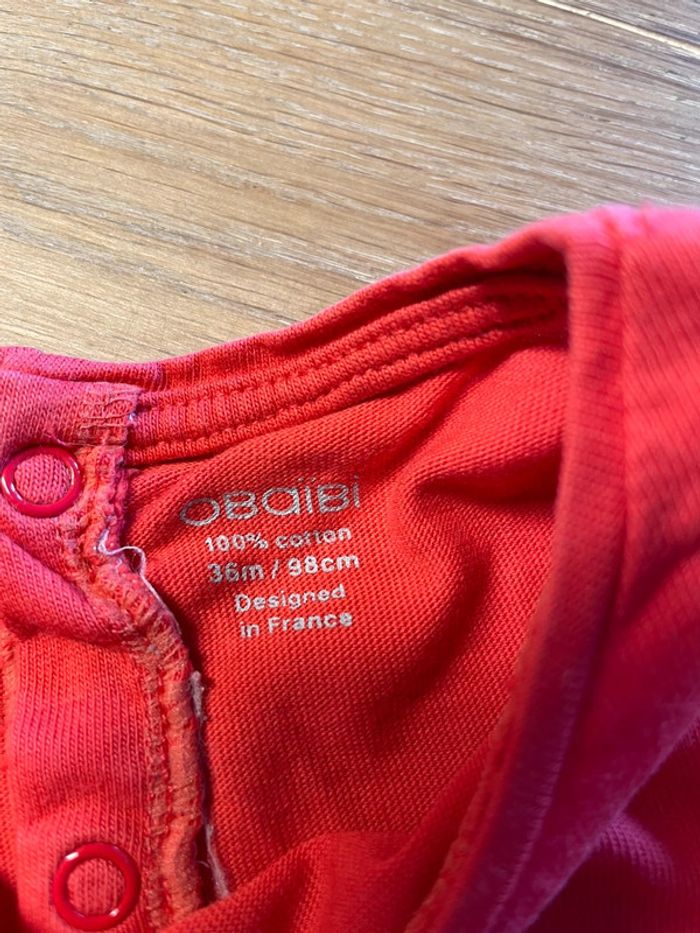 OBaïBi
100% cotton
36m / 98cm
Designed
in France